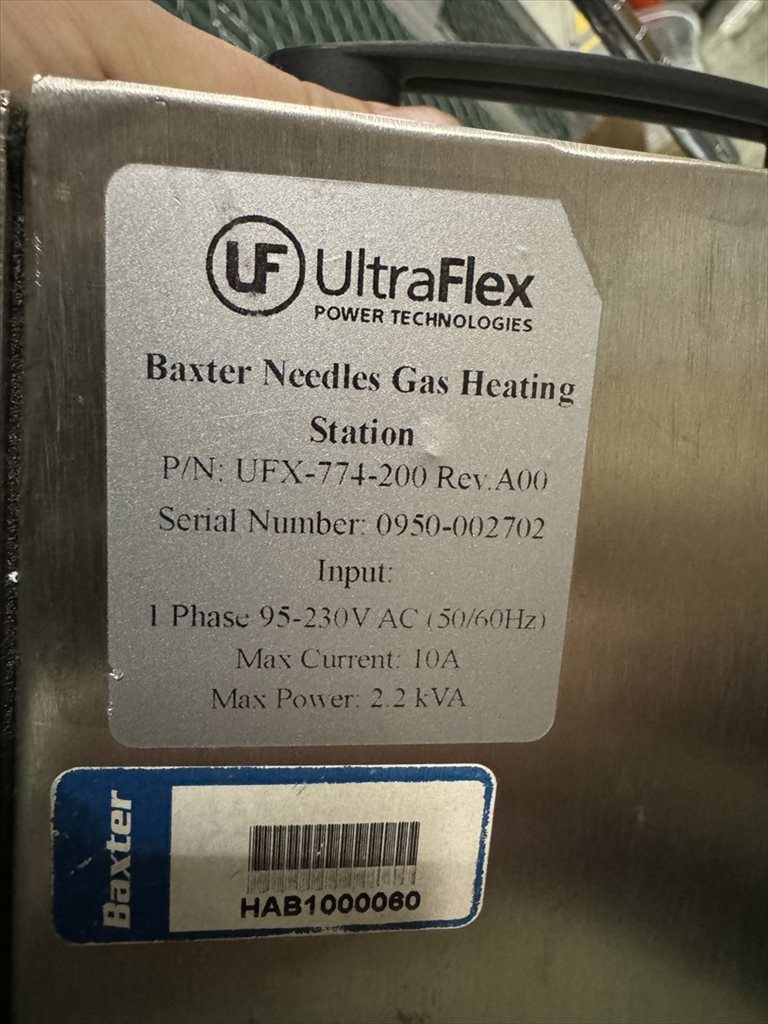 UF UltraFlex
POWER TECHNOLOGIES
Baxter Needles Gas Heating
Station
P/N: UFX-774-200 Rev.A00
Serial Number: 0950-002702
Input:
1 Phase 95-230V AC (50/60Hz)
Max Current: 10A
Max Power: 2.2 kVA
Baxter
HAB1000060